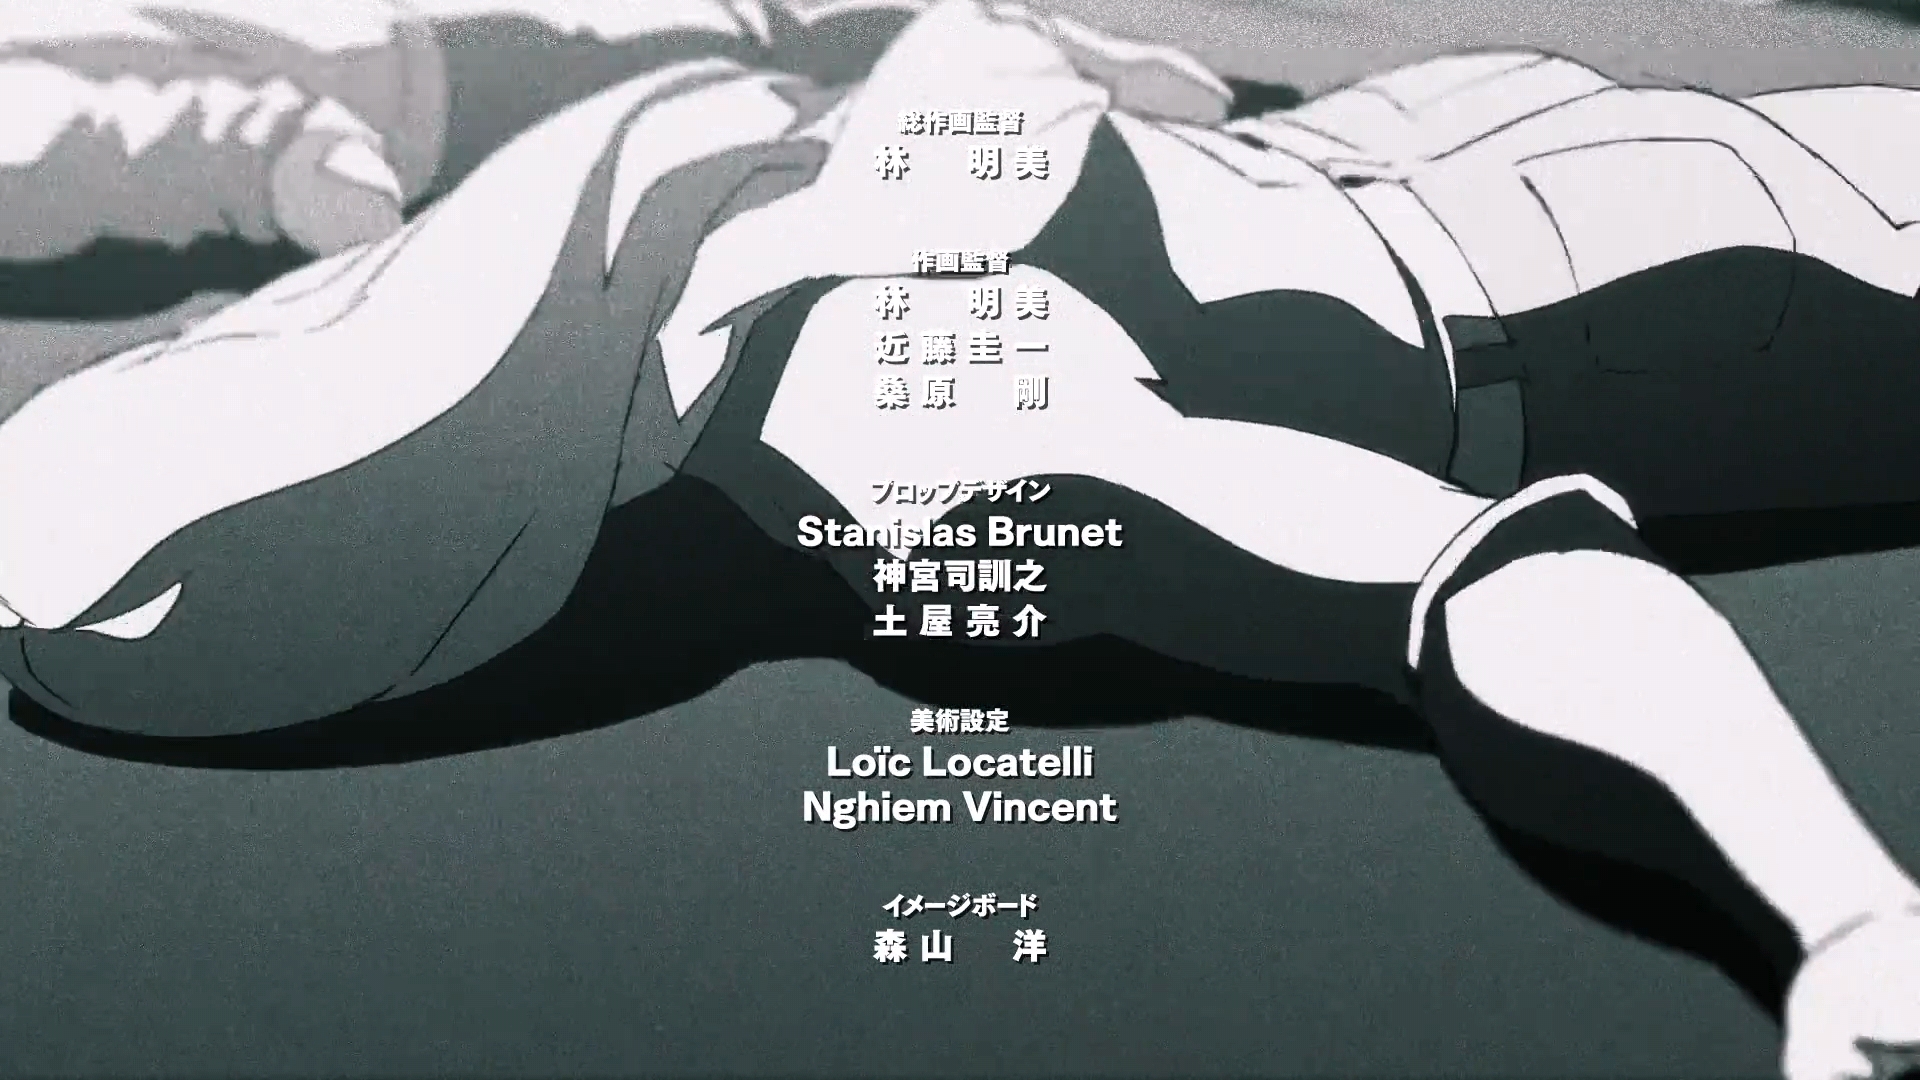 総作画監督
林 明美
作画監督
林 明美
近藤圭一
桑原 剛
プロップデザイン
Stanislas Brunet
神宮司訓之
土屋亮介
美術設定
Loïc Locatelli
Nghiem Vincent
イメージボード
森山 洋